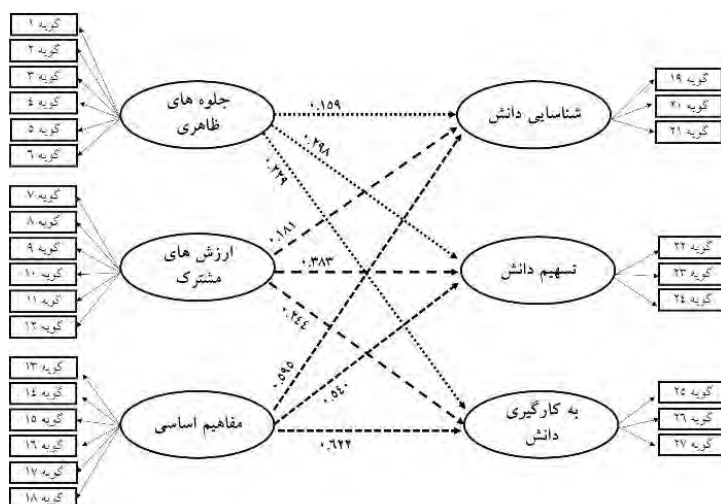 گویه ۱
گویه ۲
گویه ۳
گویه ٤
گویه ٥
گویه ٦
جلوه های
ظاهری
۰.۱٥۹
۰.۲۹۸
۰.۲۲۹
شناسایی دانش
گویه ۱۹
گویه ۲۰
گویه ۲۱
گویه ۷
گویه ۸
گویه ۹
گویه ۱۰
گویه ۱۱
گویه ۱۲
ارزش های
مشترک
۰.۱۸۱
۰.۳۸۳
۰.۲٤٤
تسهیم دانش
گویه ۲۲
گویه ۲۳
گویه ۲٤
گویه ۱۳
گویه ۱٤
گویه ۱٥
گویه ۱٦
گویه ۱۷
گویه ۱۸
مفاهیم اساسی
۰.٥۹٥
۰.٥٤۰
۰.٦۲۲
به کارگیری
دانش
گویه ۲٥
گویه ۲٦
گویه ۲۷